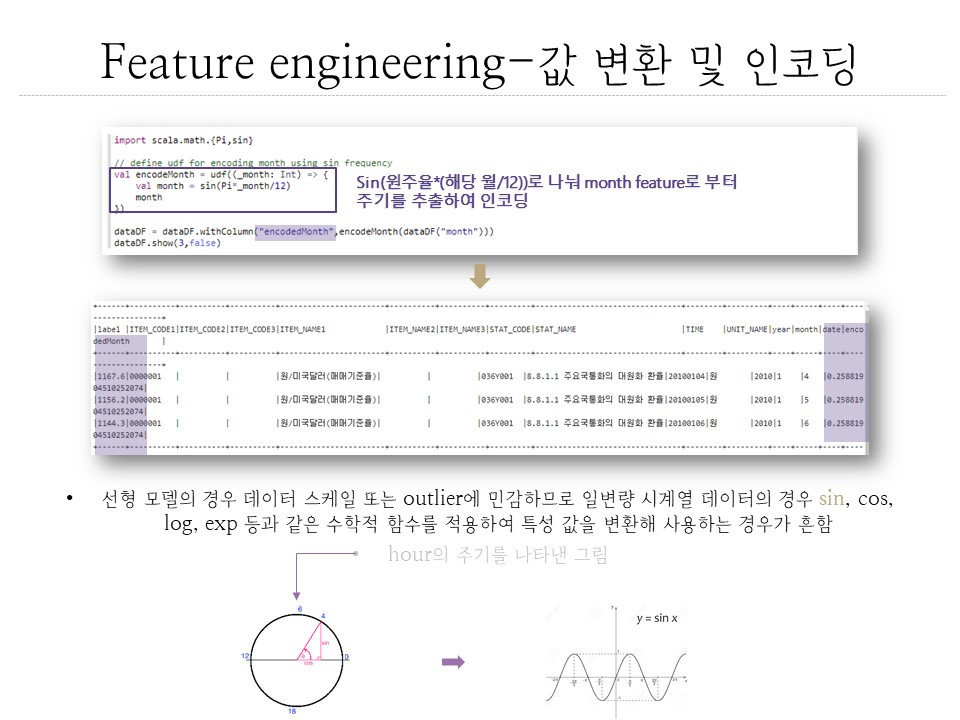 Feature engineering-값 변환 및 인코딩
import scala.math.{Pi,sin}
// define udf for encoding month using sin frequency
val encodeMonth = udf((_month: Int) => {
val month = sin(Pi*_month/12)
month
})
Sin(원주율*(해당 월/12))로 나눠 month feature로 부터
주기를 추출하여 인코딩
dataDF = dataDF.withColumn("encodedMonth",encodeMonth(dataDF("month")))
dataDF.show(3,false)
|label |ITEM_CODE1|ITEM_CODE2|ITEM_CODE3|ITEM_NAME1 |ITEM_NAME2|ITEM_NAME3|STAT_CODE|STAT_NAME |TIME |UNIT_NAME|year|month|date|enco
dedMonth |
|1167.6|0000001 | | |원/미국달러(매매기준율)| | |036Y001 |8.8.1.1 주요국통화의 대원화 환율|20100104|원 |2010|1 |4 |0.258819
04510252074|
|1156.2|0000001 | | |원/미국달러(매매기준율)| | |036Y001 |8.8.1.1 주요국통화의 대원화 환율|20100105|원 |2010|1 |5 |0.258819
04510252074|
|1144.3|0000001 | | |원/미국달러(매매기준율)| | |036Y001 |8.8.1.1 주요국통화의 대원화 환율|20100106|원 |2010|1 |6 |0.258819
04510252074|
• 선형 모델의 경우 데이터 스케일 또는 outlier에 민감하므로 일변량 시계열 데이터의 경우 sin, cos,
log, exp 등과 같은 수학적 함수를 적용하여 특성 값을 변환해 사용하는 경우가 흔함
hour의 주기를 나타낸 그림
6
4
sin
12
θ
0
cos
18
y = sin x
y
1
x
-1